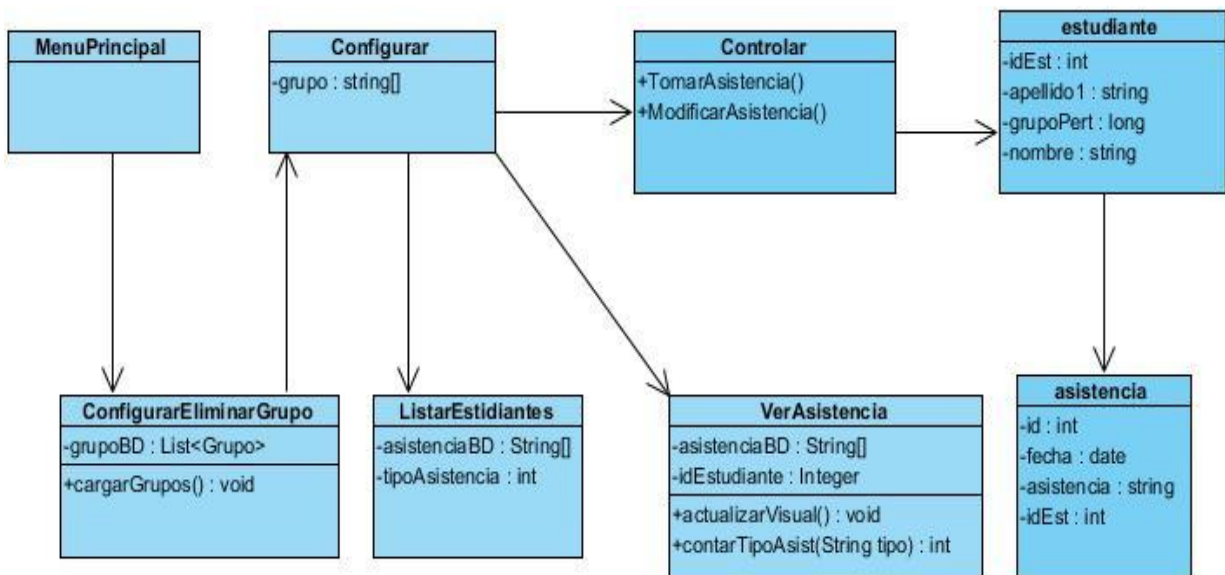 MenuPrincipal
Configurar
-grupo : string[]
Controlar
+TomarAsistencia()
+ModificarAsistencia()
estudiante
-idEst : int
-apellido1 : string
-grupoPert : long
-nombre : string
ConfigurarEliminarGrupo
-grupoBD : List<Grupo>
+cargarGrupos() : void
ListarEstidiantes
-asistenciaBD : String[]
-tipoAsistencia : int
VerAsistencia
-asistenciaBD : String[]
-idEstudiante : Integer
+actualizarVisual() : void
+contarTipoAsist(String tipo) : int
asistencia
-id : int
-fecha : date
-asistencia : string
-idEst : int